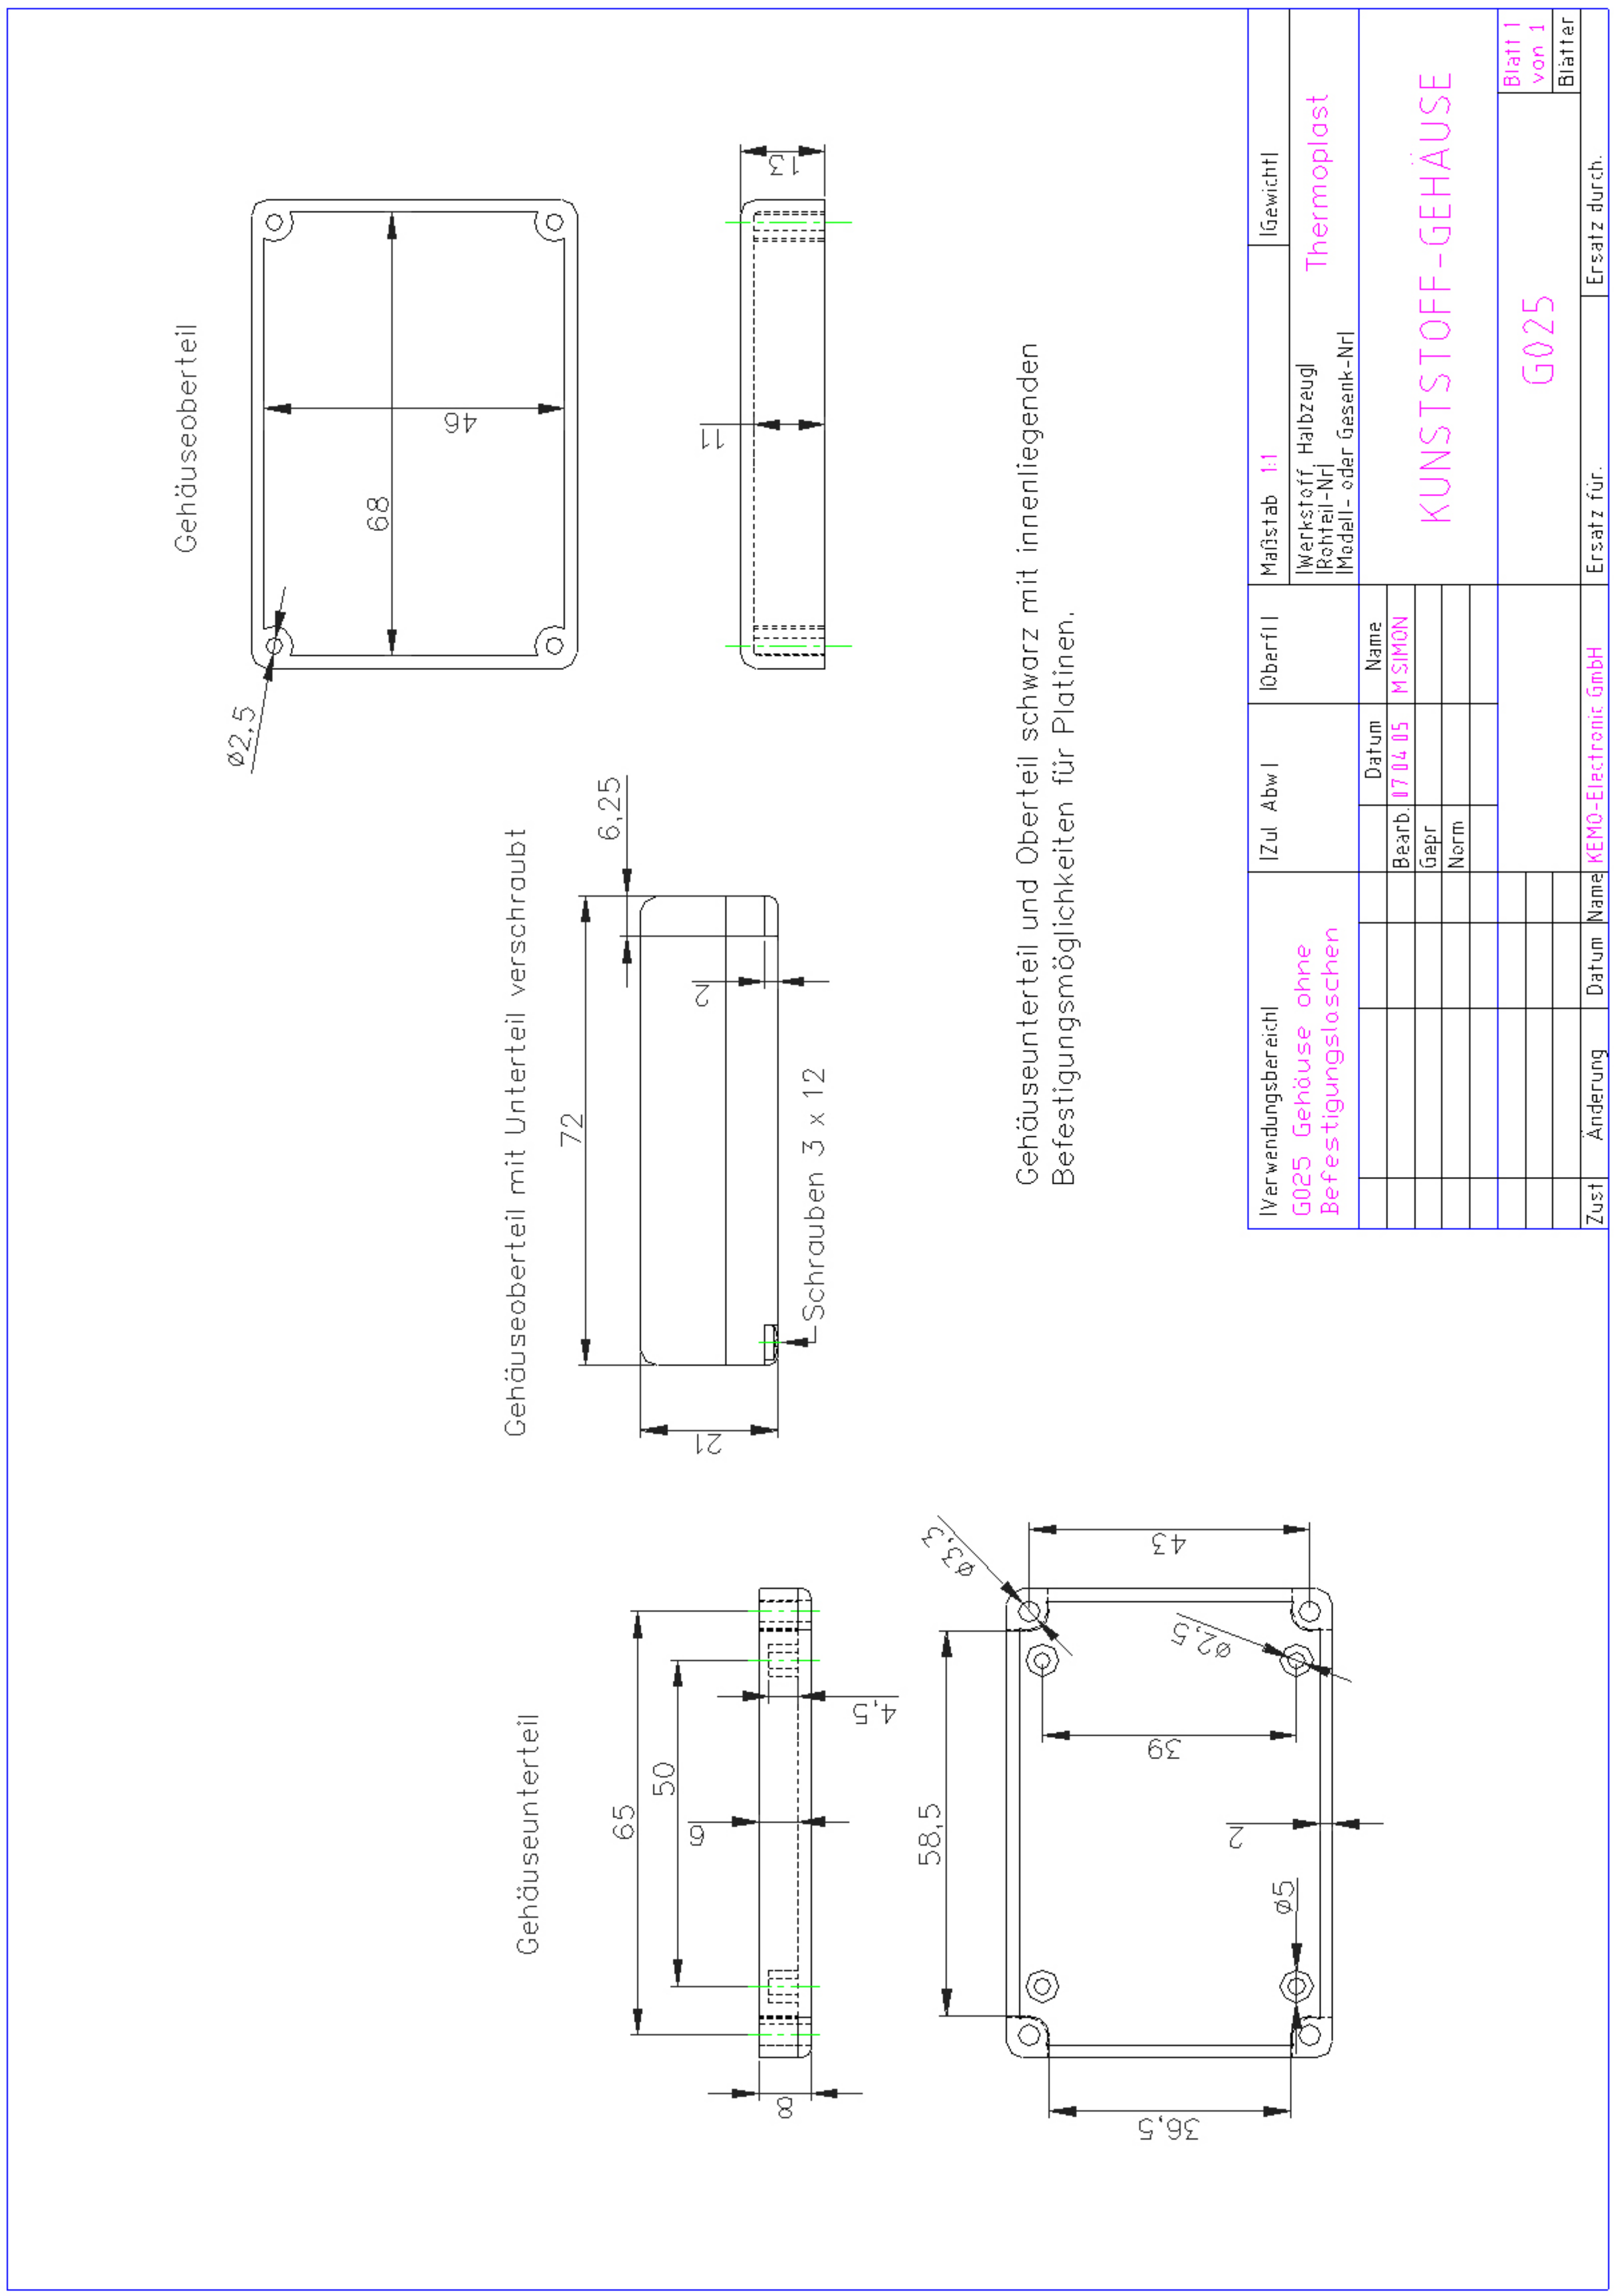 Gehäuseunterteil
65
50
6
4,5
8
58,5
ø3,3
43
39
ø2,5
2
ø5
36,5
Gehäuseoberteil mit Unterteil verschraubt
72
6,25
2
21
Schrauben 3 x 12
Gehäuseoberteil
ø2,5
68
46
11
13
Gehäuseunterteil und Oberteil schwarz mit innenliegenden
Befestigungsmöglichkeiten für Platinen.
|Verwendungsbereich|
G025 Gehäuse ohne
Befestigungslaschen
|Zul Abw|
|Oberfl|
Maßstab 1:1
|Gewicht|
|Werkstoff, Halbzeug|
|Rohteil-Nr|
|Modell- oder Gesenk-Nr|
Thermoplast
Datum Name
Bearb. 07 04 05 M SIMON
Gepr
Norm
KUNSTSTOFF-GEHÄUSE
G025
Blatt 1
von 1
Blätter
Zust Änderung Datum Name KEMO-Electronic GmbH Ersatz für. Ersatz durch.